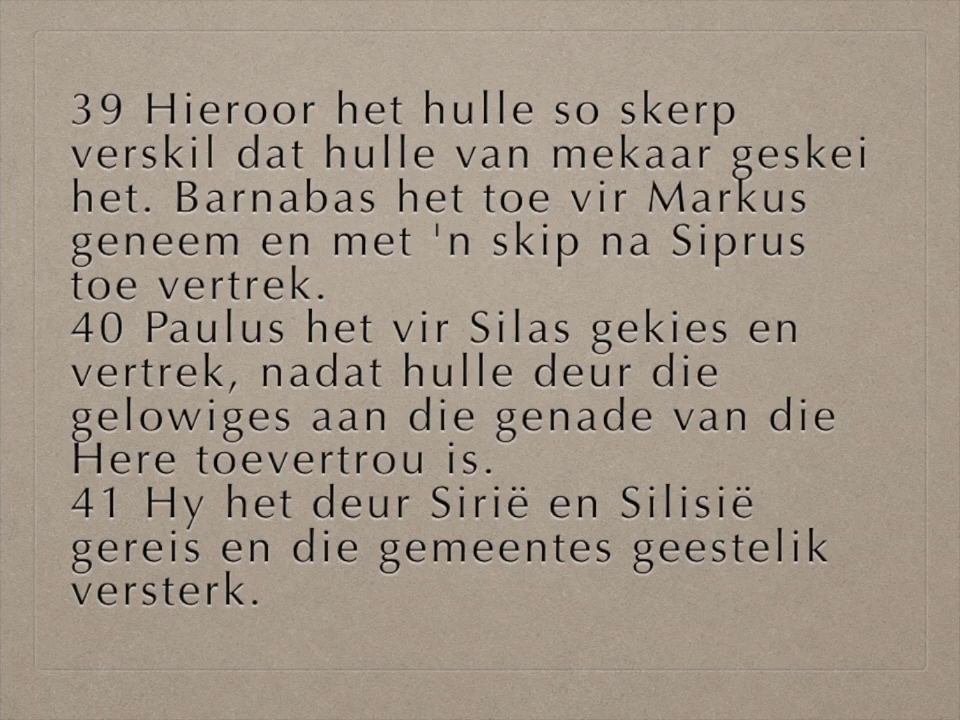 39 Hieroor het hulle so skerp
verskil dat hulle van mekaar geskei
het. Barnabas het toe vir Markus
geneem en met 'n skip na Siprus
toe vertrek.
40 Paulus het vir Silas gekies en
vertrek, nadat hulle deur die
gelowiges aan die genade van die
Here toevertrou is.
41 Hy het deur Sirië en Silisië
gereis en die gemeentes geestelik
versterk.